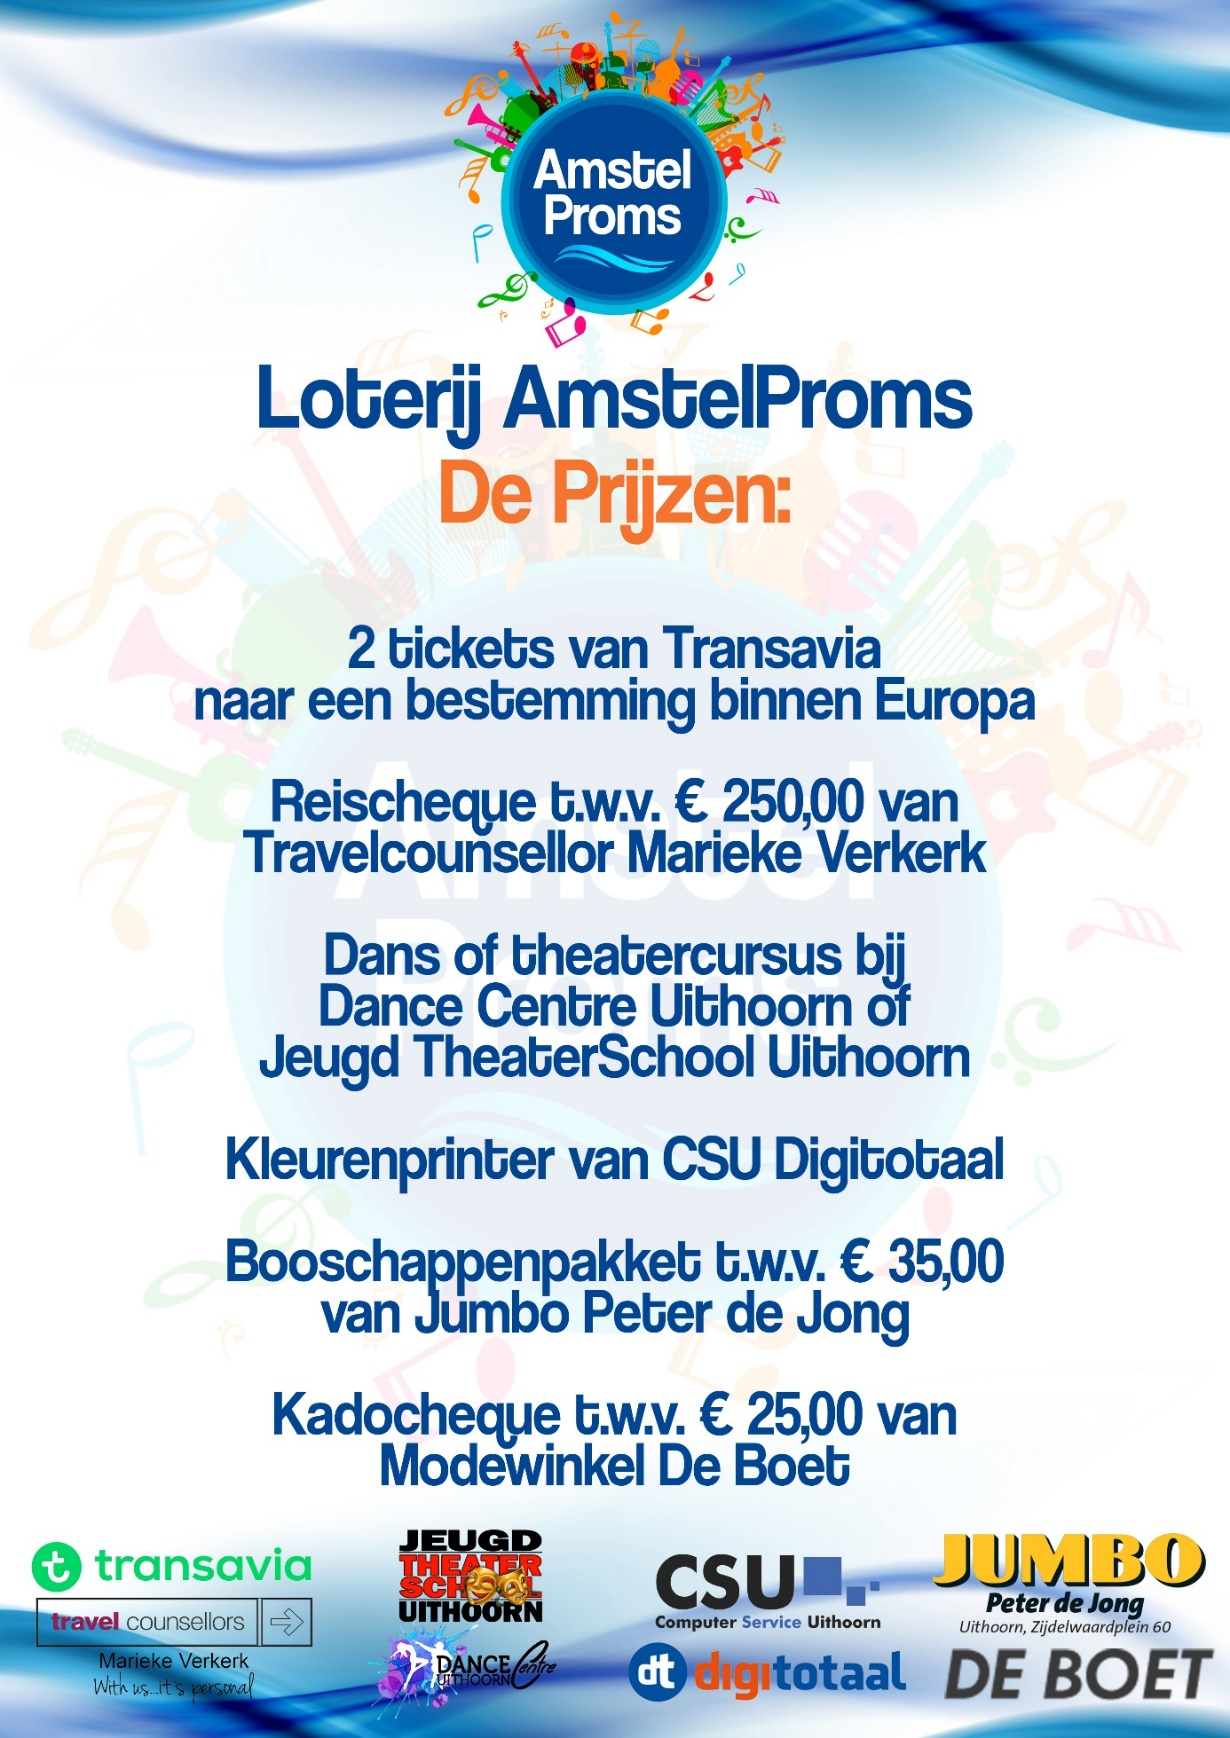 Amstel
Proms
Loterij AmstelProms
De Prijzen:
2 tickets van Transavia
naar een bestemming binnen Europa
Reischeque t.w.v. € 250,00 van
Travelcounsellor Marieke Verkerk
Dans of theatercursus bij
Dance Centre Uithoorn of
Jeugd TheaterSchool Uithoorn
Kleurenprinter van CSU Digitotaal
Booschappenpakket t.w.v. € 35,00
van Jumbo Peter de Jong
Kadocheque t.w.v. € 25,00 van
Modewinkel De Boet
transavia
travel counsellors
Marieke Verkerk
With us...it's personal
JEUGD
THEATER
SCHOOL
UITHOORN
DANCE Centre
UITHOORN
CSU
Computer Service Uithoorn
dt digitotaal
JUMBO
Peter de Jong
Uithoorn, Zijdelwaardplein 60
DE BOET